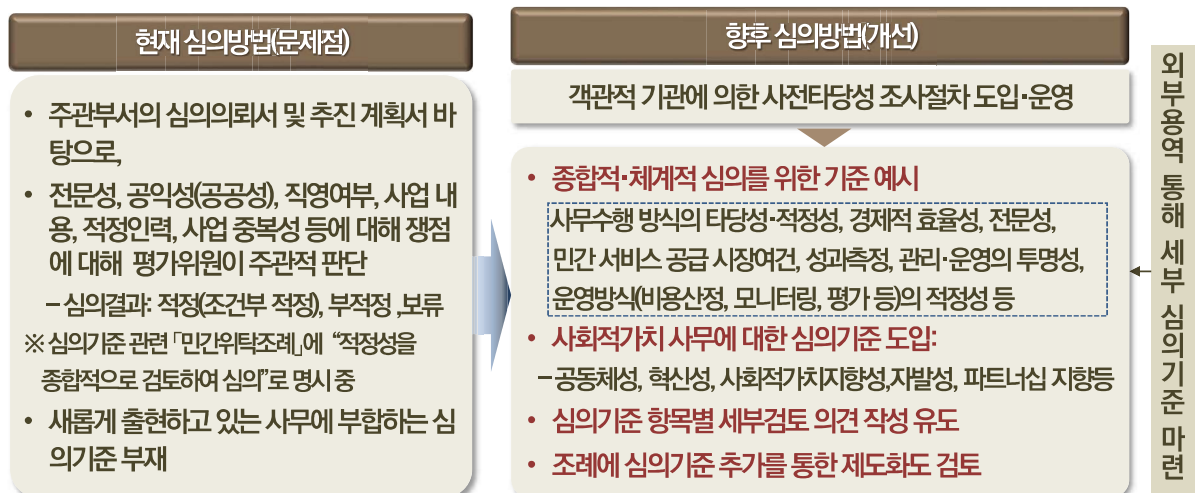 현재 심의방법(문제점)
• 주관부서의 심의의뢰서 및 추진 계획서 바
탕으로,
• 전문성, 공익성(공공성), 직영여부, 사업 내
용, 적정인력, 사업 중복성 등에 대해 쟁점
에 대해 평가위원이 주관적 판단
– 심의결과: 적정(조건부 적정), 부적정 ,보류
※ 심의기준 관련 「민간위탁조례」에 “적정성을
종합적으로 검토하여 심의”로 명시 중
• 새롭게 출현하고 있는 사무에 부합하는 심
의기준 부재
향후 심의방법(개선)
객관적 기관에 의한 사전타당성 조사절차 도입·운영
• 종합적·체계적 심의를 위한 기준 예시
사무수행 방식의 타당성·적정성, 경제적 효율성, 전문성,
민간 서비스 공급 시장여건, 성과측정, 관리·운영의 투명성,
운영방식(비용산정, 모니터링, 평가 등)의 적정성 등
• 사회적가치 사무에 대한 심의기준 도입:
– 공동체성, 혁신성, 사회적가치지향성,자발성, 파트너십 지향등
• 심의기준 항목별 세부검토 의견 작성 유도
• 조례에 심의기준 추가를 통한 제도화도 검토
외부용역 통해 세부 심의기준 마련